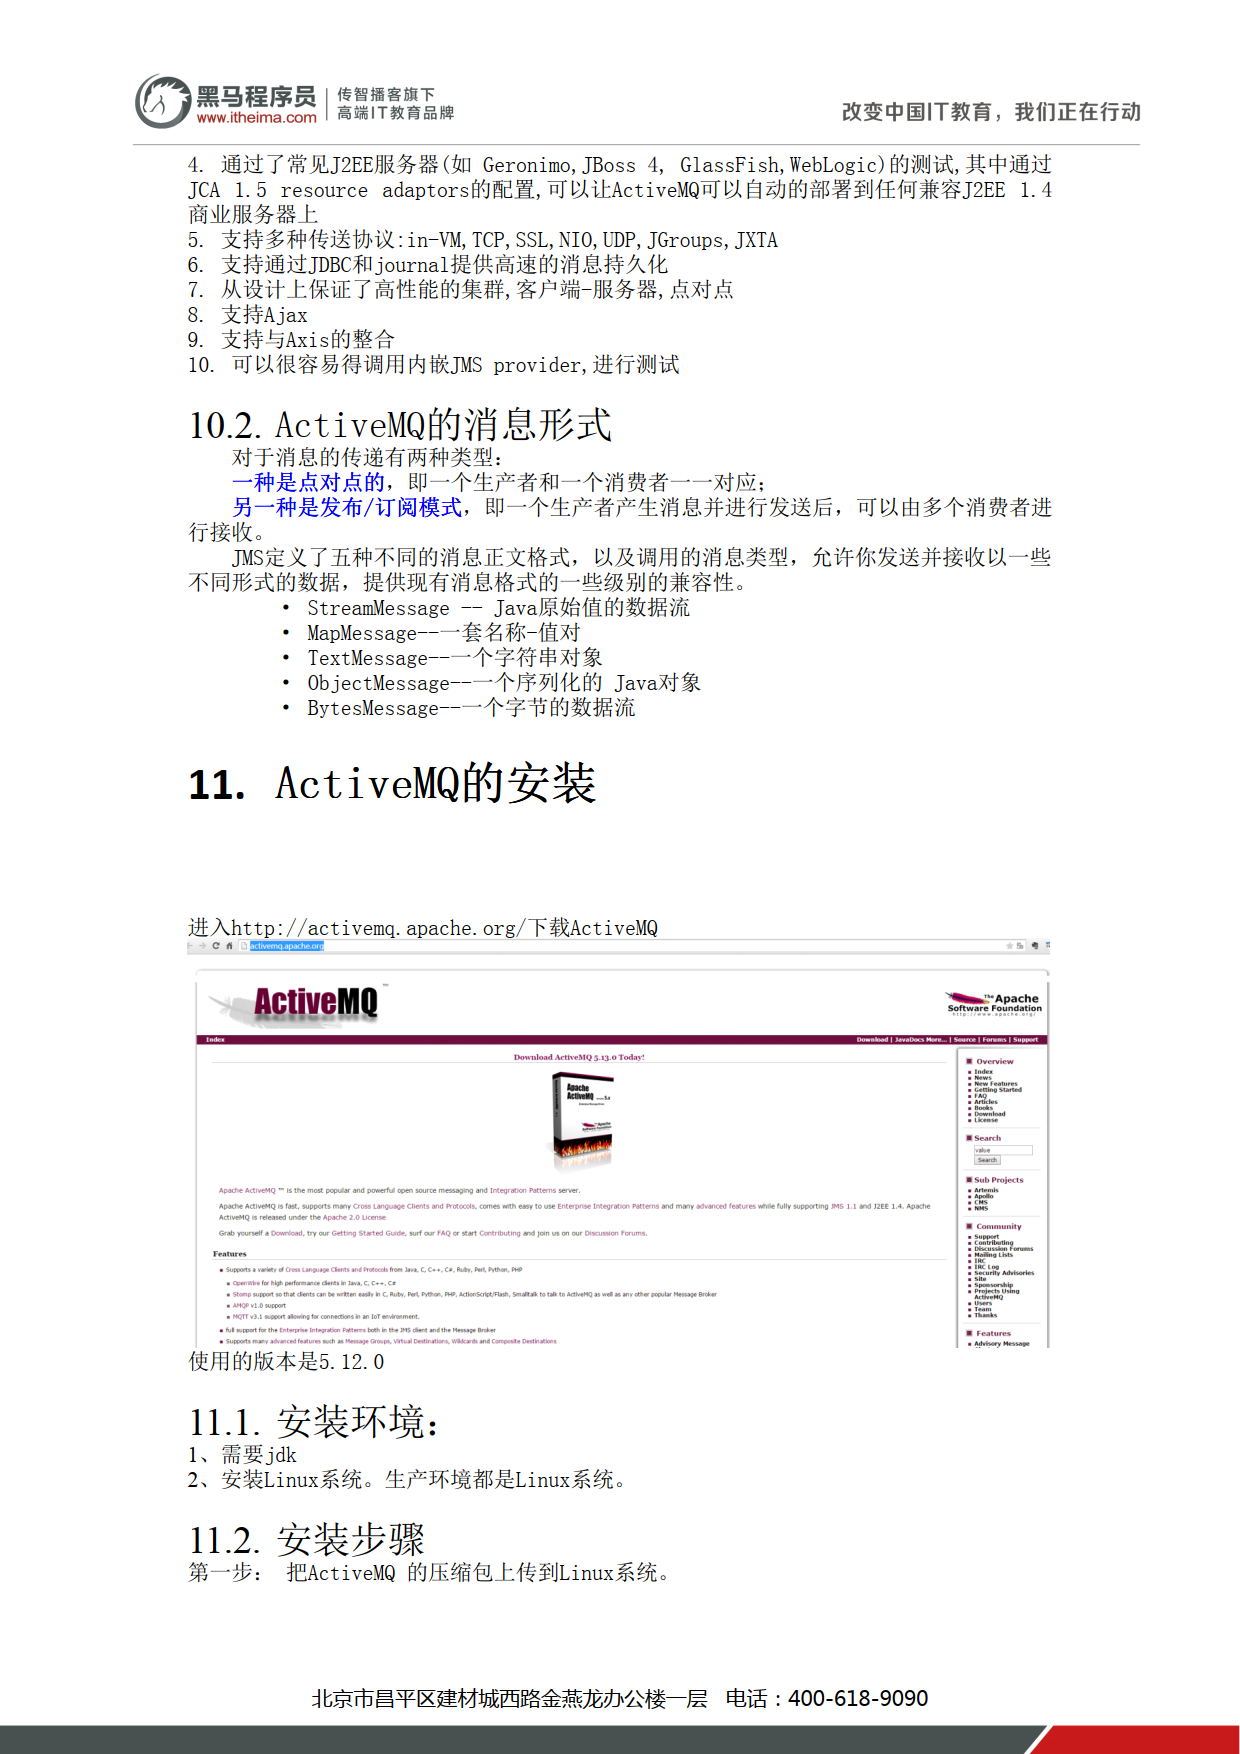 黑马程序员
www.itheima.com
传智播客旗下
高端IT教育品牌
改变中国IT教育，我们正在行动
4. 通过了常见J2EE服务器(如 Geronimo,JBoss 4, GlassFish,WebLogic)的测试,其中通过
JCA 1.5 resource adaptors的配置,可以让ActiveMQ可以自动的部署到任何兼容J2EE 1.4
商业服务器上
5. 支持多种传送协议:in-VM,TCP,SSL,NIO,UDP,JGroups,JXTA
6. 支持通过JDBC和journal提供高速的消息持久化
7. 从设计上保证了高性能的集群,客户端-服务器,点对点
8. 支持Ajax
9. 支持与Axis的整合
10. 可以很容易得调用内嵌JMS provider,进行测试
10.2. ActiveMQ的消息形式
对于消息的传递有两种类型：
一种是点对点的，即一个生产者和一个消费者一一对应；
另一种是发布/订阅模式，即一个生产者产生消息并进行发送后，可以由多个消费者进
行接收。
JMS定义了五种不同的消息正文格式，以及调用的消息类型，允许你发送并接收以一些
不同形式的数据，提供现有消息格式的一些级别的兼容性。
• StreamMessage -- Java原始值的数据流
• MapMessage--一套名称-值对
• TextMessage--一个字符串对象
• ObjectMessage--一个序列化的 Java对象
• BytesMessage--一个字节的数据流
11. ActiveMQ的安装
进入http://activemq.apache.org/下载ActiveMQ
activemq.apache.org
ActiveMQ™
The Apache
Software Foundation
http://www.apache.org/
Index
Download | JavaDocs More... | Source | Forums | Support
Download ActiveMQ 5.13.0 Today!
Apache
ActiveMQ
Apache ActiveMQ ™ is the most popular and powerful open source messaging and Integration Patterns server.
Apache ActiveMQ is fast, supports many Cross Language Clients and Protocols, comes with easy to use Enterprise Integration Patterns and many advanced features while fully supporting JMS 1.1 and J2EE 1.4. Apache
ActiveMQ is released under the Apache 2.0 License
Grab yourself a Download, try our Getting Started Guide, surf our FAQ or start Contributing and join us on our Discussion Forums.
Features
Supports a variety of Cross Language Clients and Protocols from Java, C, C++, C#, Ruby, Perl, Python, PHP
OpenWire for high performance clients in Java, C, C++, C#
Stomp support so that clients can be written easily in C, Ruby, Perl, Python, PHP, ActionScript/Flash, Smalltalk to talk to ActiveMQ as well as any other popular Message Broker
AMQP v1.0 support
MQTT v3.1 support allowing for connections in an IoT environment.
full support for the Enterprise Integration Patterns both in the JMS client and the Message Broker
Supports many advanced features such as Message Groups, Virtual Destinations, Wildcards and Composite Destinations
Overview
Index
News
New Features
Getting Started
FAQ
Articles
Books
Download
License
Search
value
Search
Sub Projects
Artemis
Apollo
CMS
NMS
Community
Support
Contributing
Discussion Forums
Mailing Lists
IRC
IRC Log
Security Advisories
Site
Sponsorship
Projects Using
ActiveMQ
Users
Team
Thanks
Features
Advisory Message
使用的版本是5.12.0
11.1. 安装环境：
1、需要jdk
2、安装Linux系统。生产环境都是Linux系统。
11.2. 安装步骤
第一步： 把ActiveMQ 的压缩包上传到Linux系统。
北京市昌平区建材城西路金燕龙办公楼一层 电话：400-618-9090